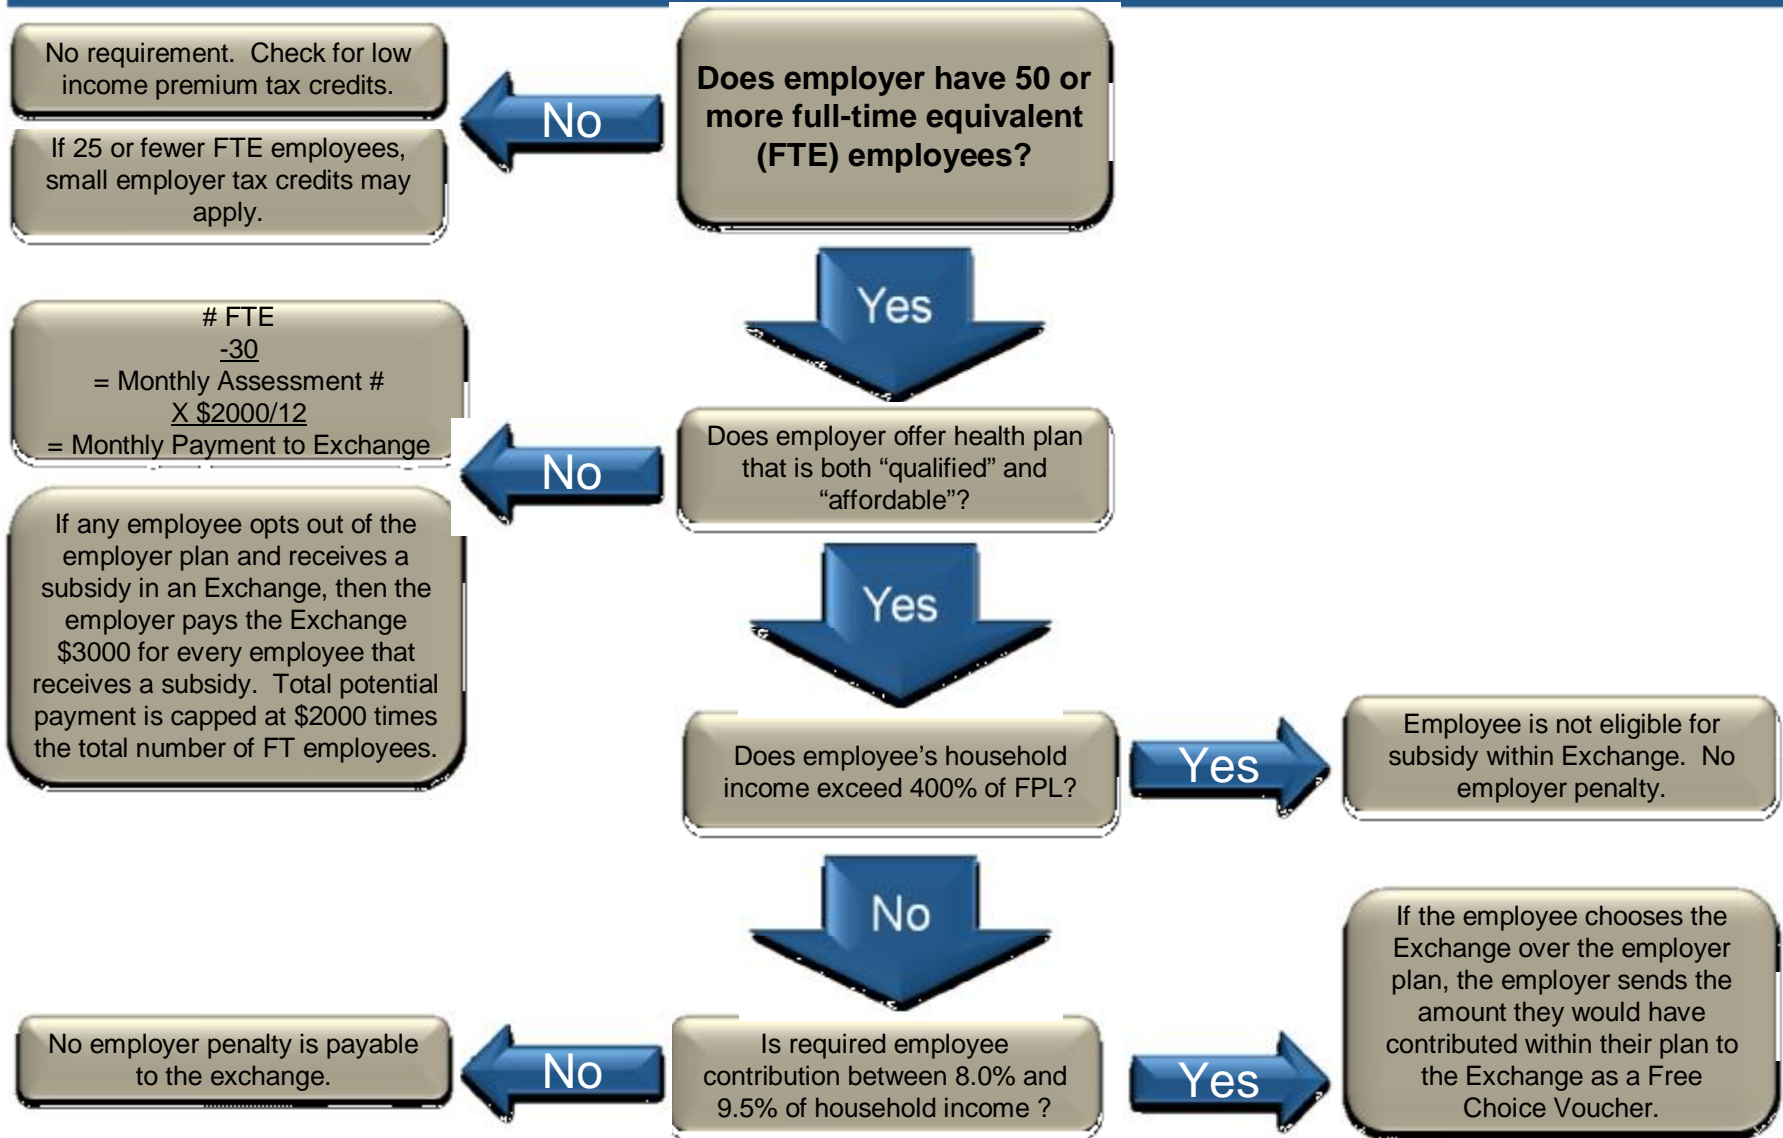 No requirement.  Check for low
income premium tax credits.
If 25 or fewer FTE employees,
small employer tax credits may
apply.
No
Does employer have 50 or
more full-time equivalent
(FTE) employees?
Yes
# FTE
-30
= Monthly Assessment #
X $2000/12
= Monthly Payment to Exchange
If any employee opts out of the
employer plan and receives a
subsidy in an Exchange, then the
employer pays the Exchange
$3000 for every employee that
receives a subsidy.  Total potential
payment is capped at $2000 times
the total number of FT employees.
No
Does employer offer health plan
that is both “qualified” and
“affordable”?
Yes
Does employee’s household
income exceed 400% of FPL?
Yes
Employee is not eligible for
subsidy within Exchange.  No
employer penalty.
No
No employer penalty is payable
to the exchange.
No
Is required employee
contribution between 8.0% and
9.5% of household income ?
Yes
If the employee chooses the
Exchange over the employer
plan, the employer sends the
amount they would have
contributed within their plan to
the Exchange as a Free
Choice Voucher.